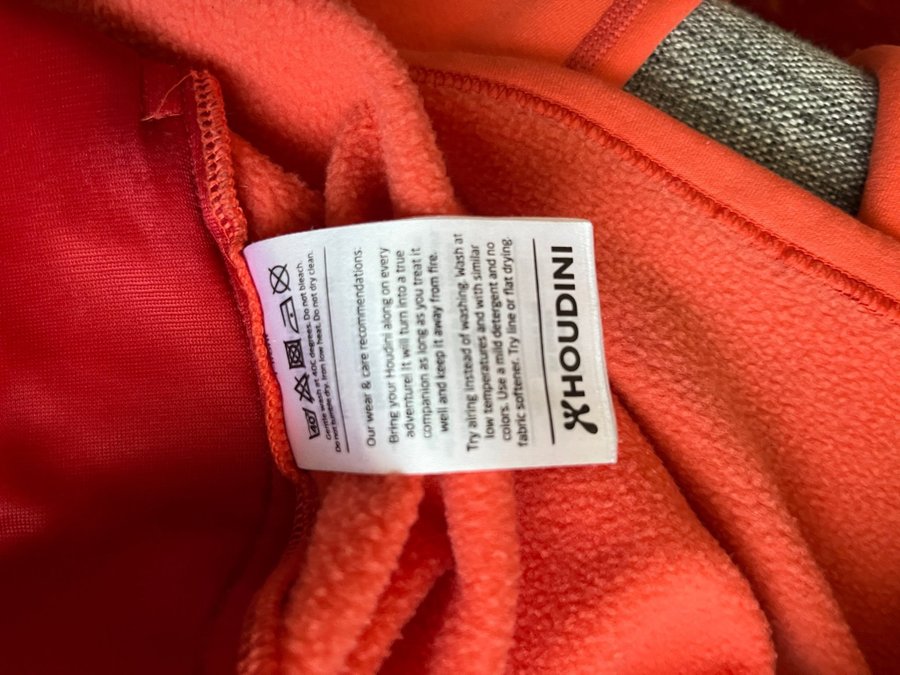 40
Gentle wash at 40C degrees. Do not bleach.
Do not tumble dry. Iron low heat. Do not dry clean.
Our wear & care recommendations:
Bring your Houdini along on every
adventure! It will turn into a true
companion as long as you treat it
well and keep it away from fire.
Try airing instead of washing. Wash at
low temperatures and with similar
colors. Use a mild detergent and no
fabric softener. Try line or flat drying.
HOUDINI